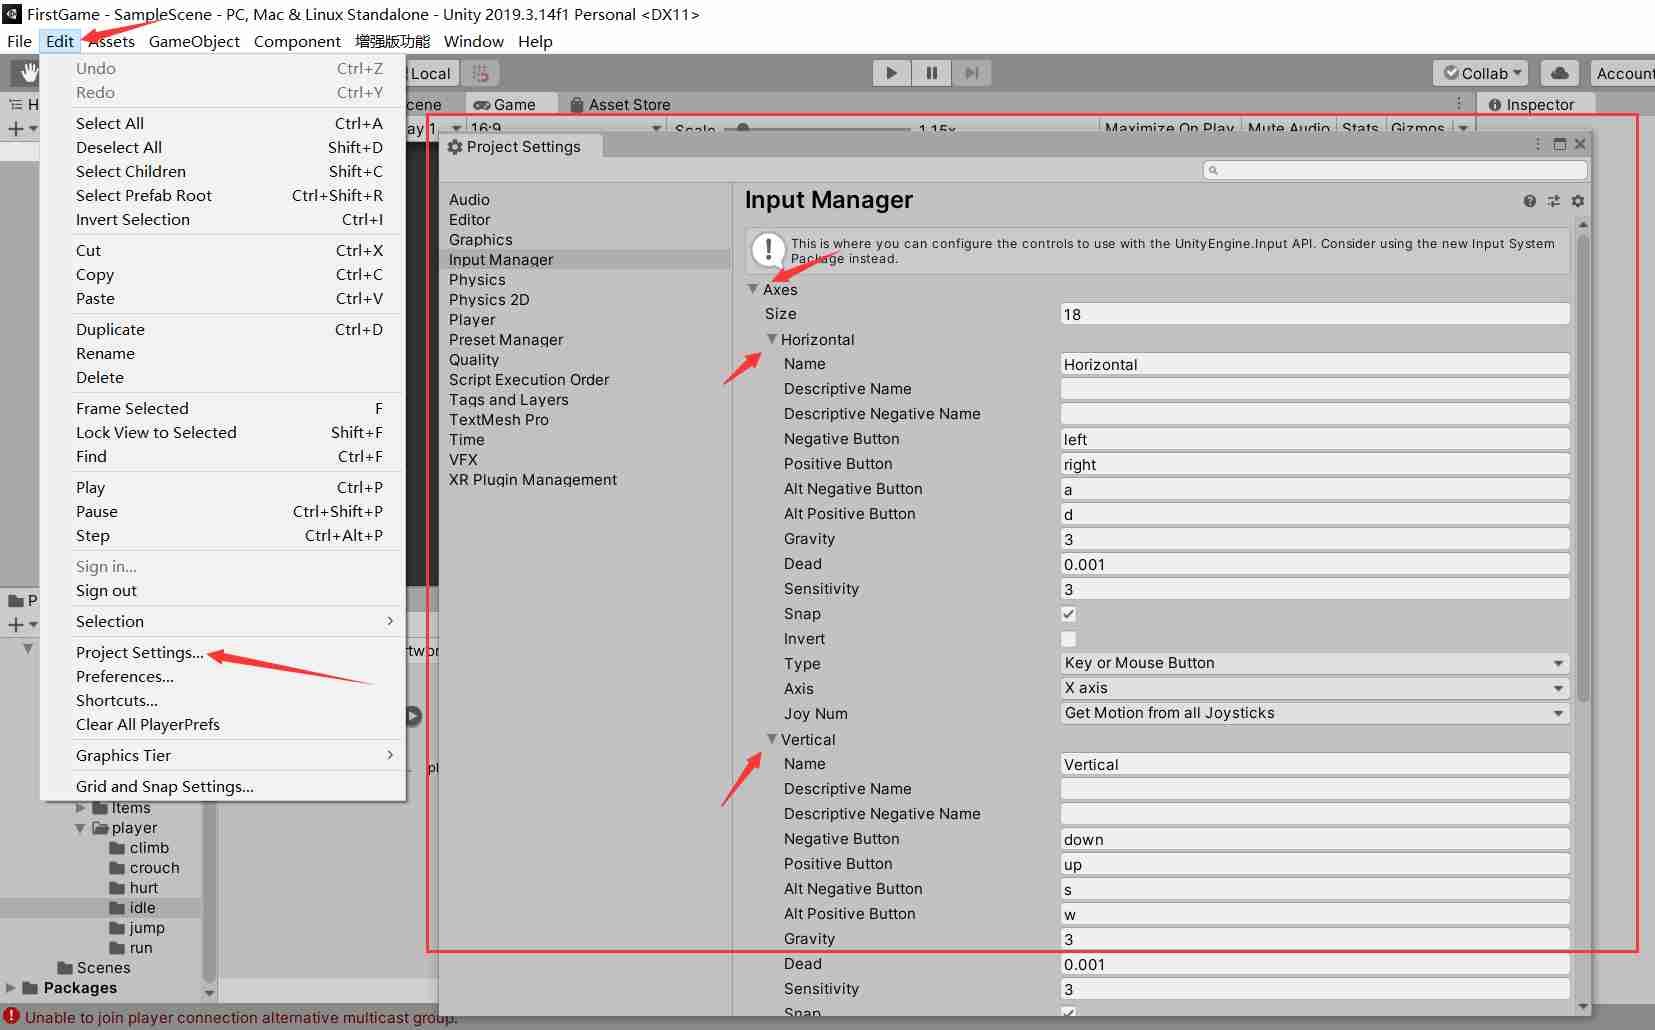 FirstGame - SampleScene - PC, Mac & Linux Standalone - Unity 2019.3.14f1 Personal <DX11>
File Edit Assets GameObject Component 增强版功能 Window Help
Local
Collab
Account
cene
Game
Asset Store
Inspector
ay 1
16:9
Scale
1.15x
Maximize On Play
Mute Audio
Stats
Gizmos
Undo Ctrl+Z
Redo Ctrl+Y
Select All Ctrl+A
Deselect All Shift+D
Select Children Shift+C
Select Prefab Root Ctrl+Shift+R
Invert Selection Ctrl+I
Cut Ctrl+X
Copy Ctrl+C
Paste Ctrl+V
Duplicate Ctrl+D
Rename
Delete
Frame Selected F
Lock View to Selected Shift+F
Find Ctrl+F
Play Ctrl+P
Pause Ctrl+Shift+P
Step Ctrl+Alt+P
Sign in...
Sign out
Selection
Project Settings...
Preferences...
Shortcuts...
Clear All PlayerPrefs
Graphics Tier
Grid and Snap Settings...
H
P
Items
player
climb
crouch
hurt
idle
jump
run
Scenes
Packages
Unable to join player connection alternative multicast group.
Project Settings
Audio
Editor
Graphics
Input Manager
Physics
Physics 2D
Player
Preset Manager
Quality
Script Execution Order
Tags and Layers
TextMesh Pro
Time
VFX
XR Plugin Management
Input Manager
This is where you can configure the controls to use with the UnityEngine.Input API. Consider using the new Input System
Package instead.
Axes
Size 18
Horizontal
Name Horizontal
Descriptive Name
Descriptive Negative Name
Negative Button left
Positive Button right
Alt Negative Button a
Alt Positive Button d
Gravity 3
Dead 0.001
Sensitivity 3
Snap
Invert
Type Key or Mouse Button
Axis X axis
Joy Num Get Motion from all Joysticks
Vertical
Name Vertical
Descriptive Name
Descriptive Negative Name
Negative Button down
Positive Button up
Alt Negative Button s
Alt Positive Button w
Gravity 3
Dead 0.001
Sensitivity 3
Snap